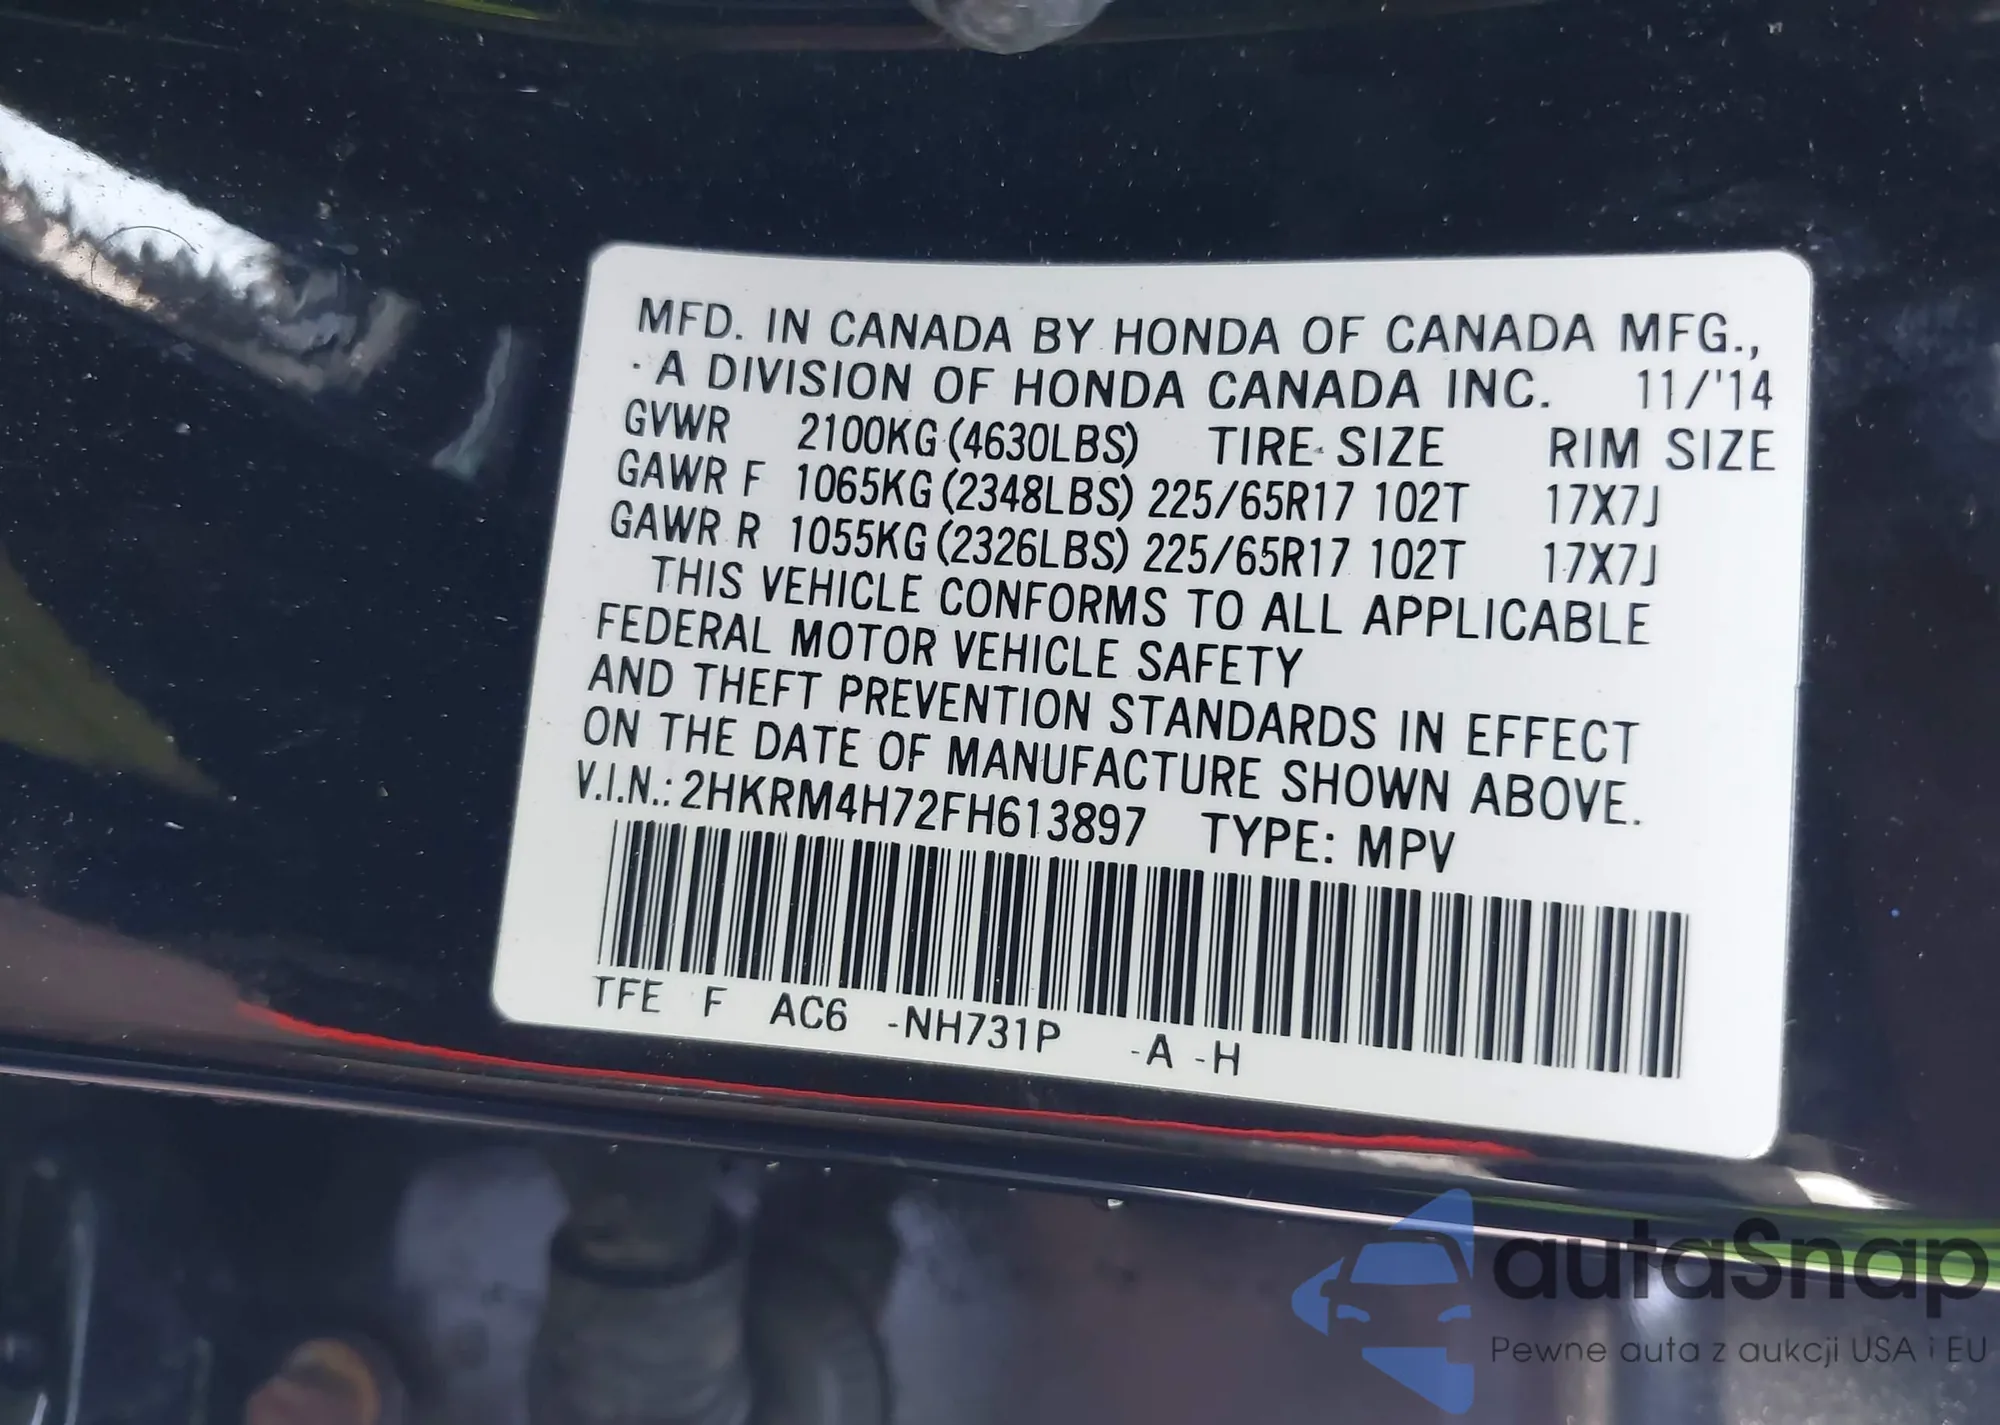 MFD. IN CANADA BY HONDA OF CANADA MFG.,
A DIVISION OF HONDA CANADA INC. 11/'14
GVWR 2100KG (4630LBS) TIRE SIZE RIM SIZE
GAWR F 1065KG (2348LBS) 225/65R17 102T 17X7J
GAWR R 1055KG (2326LBS) 225/65R17 102T 17X7J
THIS VEHICLE CONFORMS TO ALL APPLICABLE
FEDERAL MOTOR VEHICLE SAFETY
AND THEFT PREVENTION STANDARDS IN EFFECT
ON THE DATE OF MANUFACTURE SHOWN ABOVE.
V.I.N.: 2HKRM4H72FH613897 TYPE: MPV
TFE F AC6 -NH731P -A -H
autaSnap
Pewne auta z aukcji USA i EU